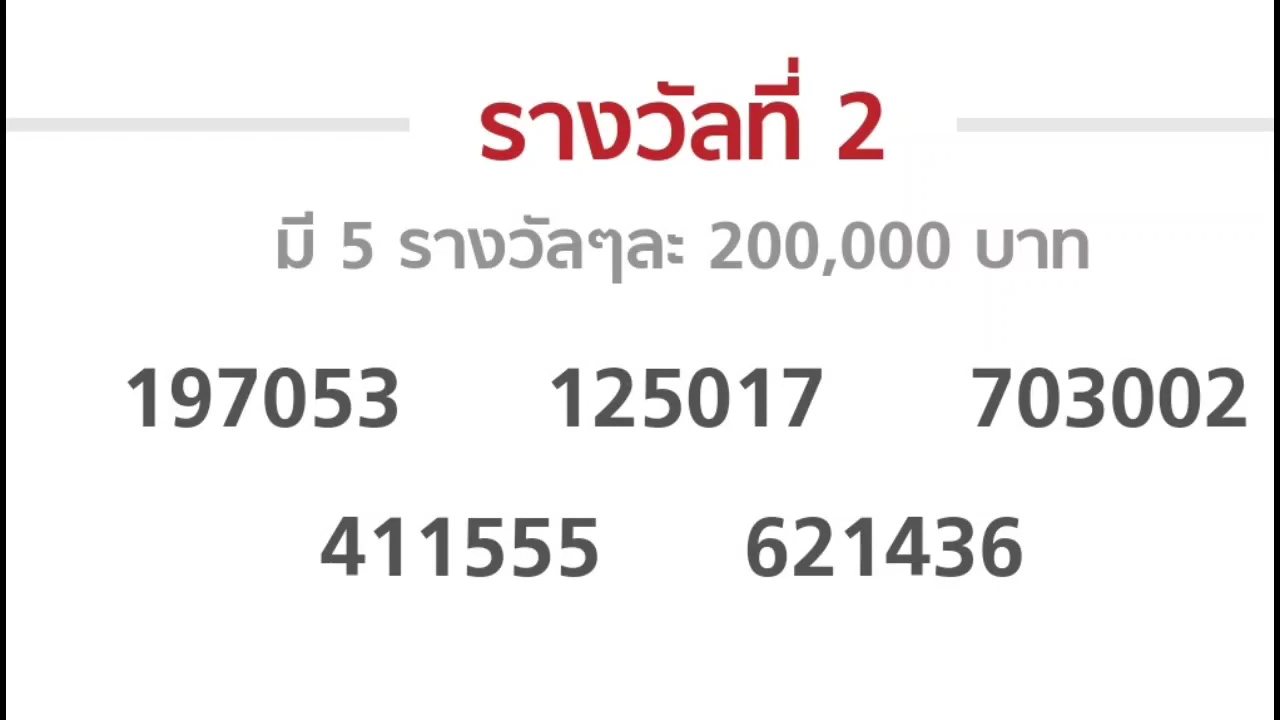 รางวัลที่ 2
มี 5 รางวัลๆละ 200,000 บาท
197053 125017 703002
411555 621436